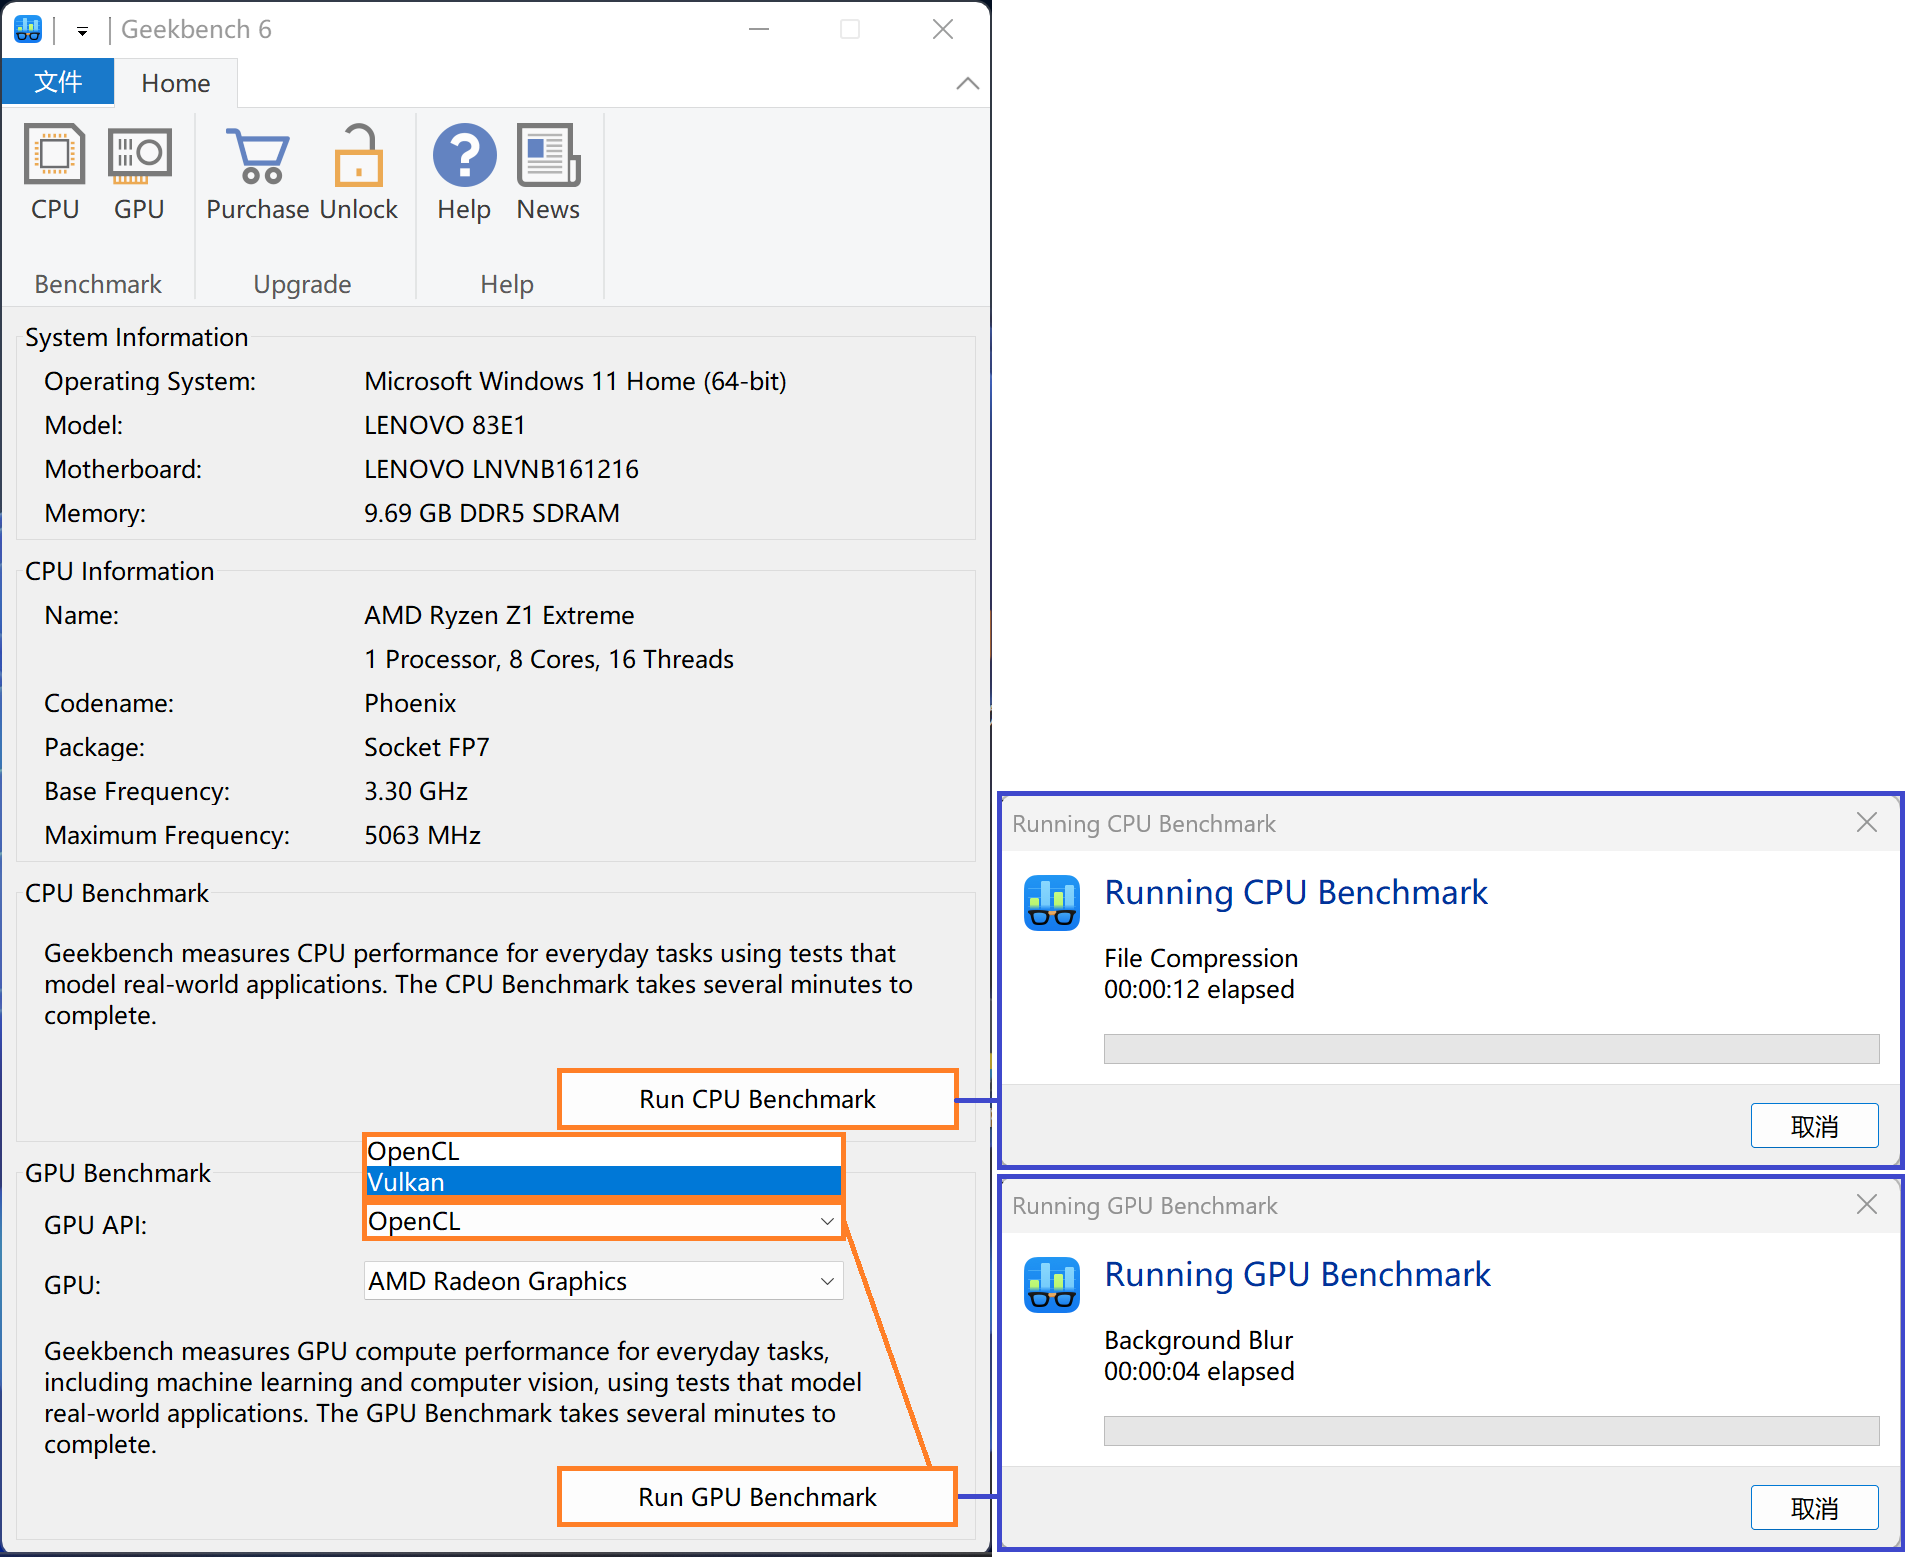 Geekbench 6
文件 Home
CPU GPU Purchase Unlock Help News
Benchmark Upgrade Help
System Information
Operating System: Microsoft Windows 11 Home (64-bit)
Model: LENOVO 83E1
Motherboard: LENOVO LNVNB161216
Memory: 9.69 GB DDR5 SDRAM
CPU Information
Name: AMD Ryzen Z1 Extreme
1 Processor, 8 Cores, 16 Threads
Codename: Phoenix
Package: Socket FP7
Base Frequency: 3.30 GHz
Maximum Frequency: 5063 MHz
CPU Benchmark
Geekbench measures CPU performance for everyday tasks using tests that
model real-world applications. The CPU Benchmark takes several minutes to
complete.
Run CPU Benchmark
OpenCL
Vulkan
GPU Benchmark
GPU API: OpenCL
GPU: AMD Radeon Graphics
Geekbench measures GPU compute performance for everyday tasks,
including machine learning and computer vision, using tests that model
real-world applications. The GPU Benchmark takes several minutes to
complete.
Run GPU Benchmark
Running CPU Benchmark
Running CPU Benchmark
File Compression
00:00:12 elapsed
取消
Running GPU Benchmark
Running GPU Benchmark
Background Blur
00:00:04 elapsed
取消